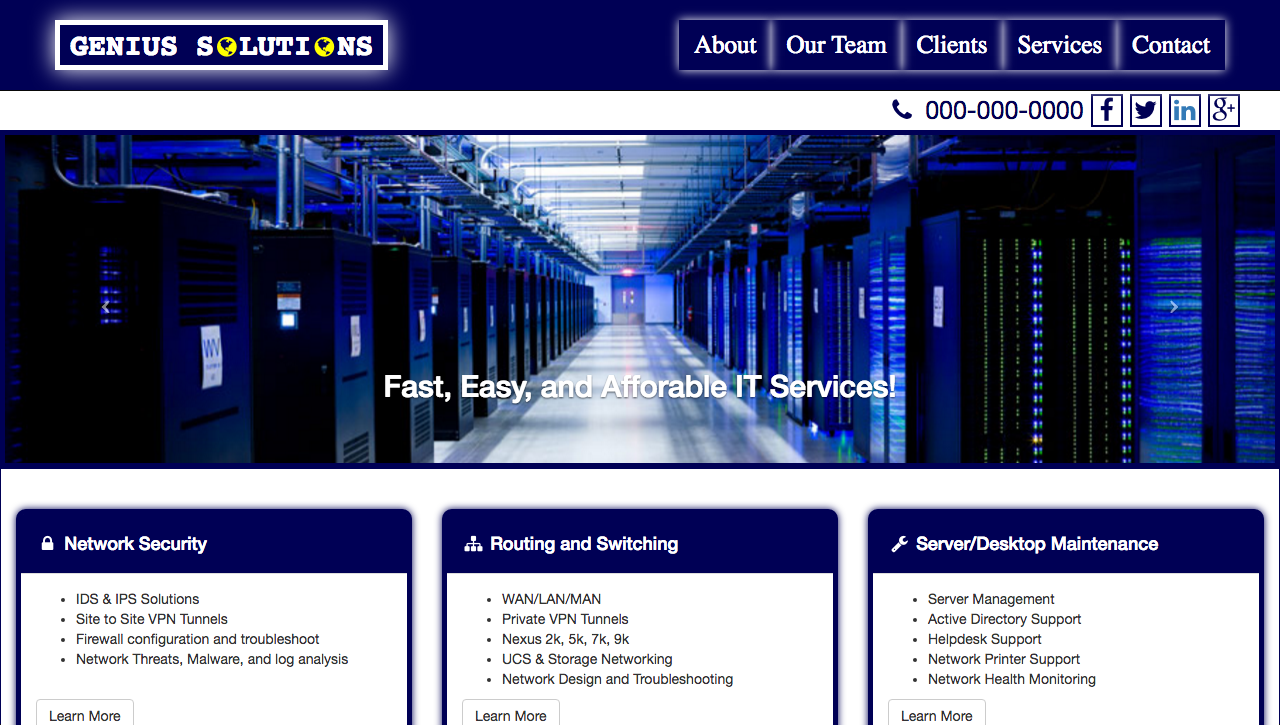 GENIUS SOLUTIONS
About Our Team Clients Services Contact
000-000-0000
Fast, Easy, and Afforable IT Services!
Network Security
IDS & IPS Solutions
Site to Site VPN Tunnels
Firewall configuration and troubleshoot
Network Threats, Malware, and log analysis
Learn More
Routing and Switching
WAN/LAN/MAN
Private VPN Tunnels
Nexus 2k, 5k, 7k, 9k
UCS & Storage Networking
Network Design and Troubleshooting
Learn More
Server/Desktop Maintenance
Server Management
Active Directory Support
Helpdesk Support
Network Printer Support
Network Health Monitoring
Learn More